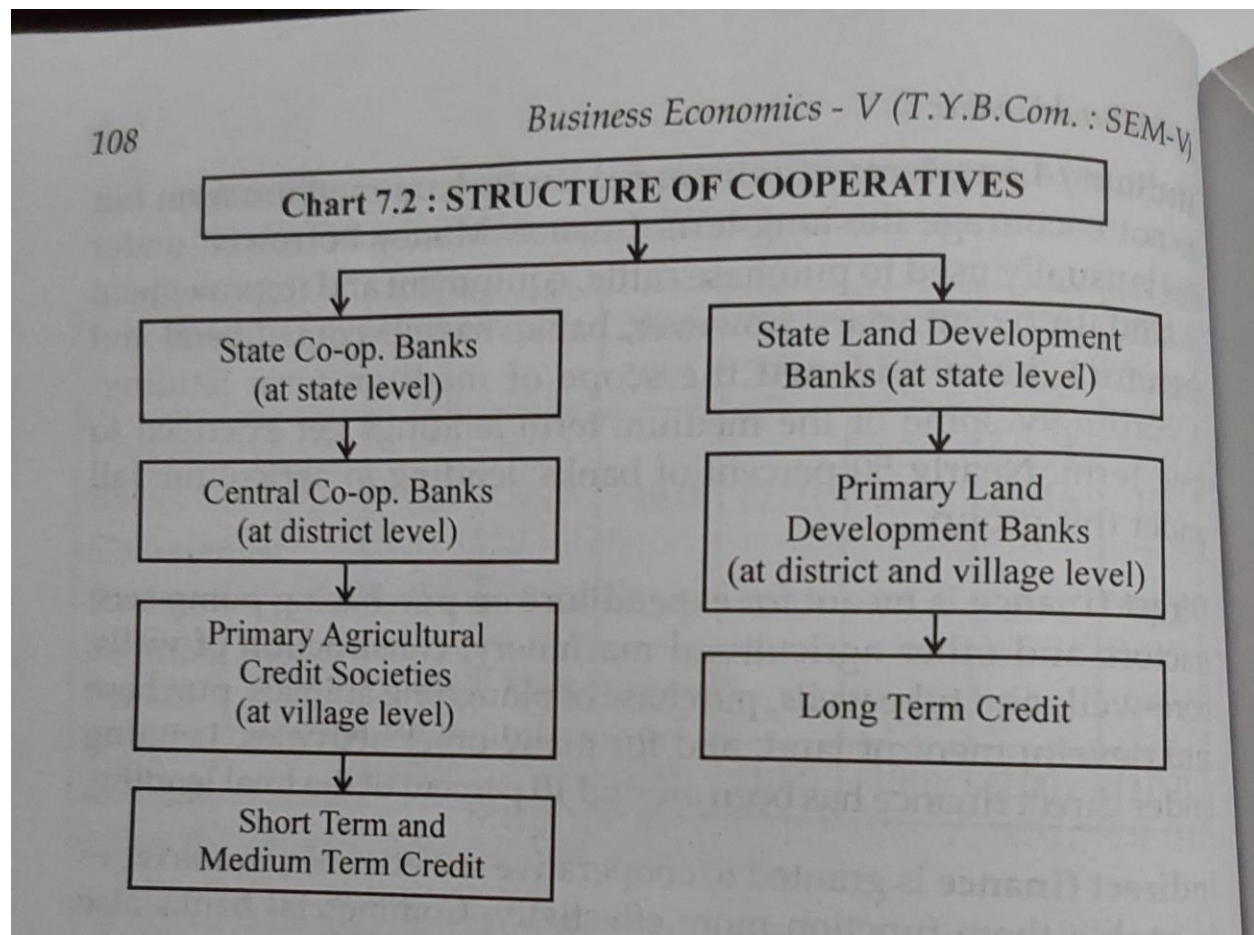 108
Business Economics - V (T.Y.B.Com. : SEM-V)
Chart 7.2 : STRUCTURE OF COOPERATIVES
State Co-op. Banks
(at state level)
Central Co-op. Banks
(at district level)
Primary Agricultural
Credit Societies
(at village level)
Short Term and
Medium Term Credit
State Land Development
Banks (at state level)
Primary Land
Development Banks
(at district and village level)
Long Term Credit